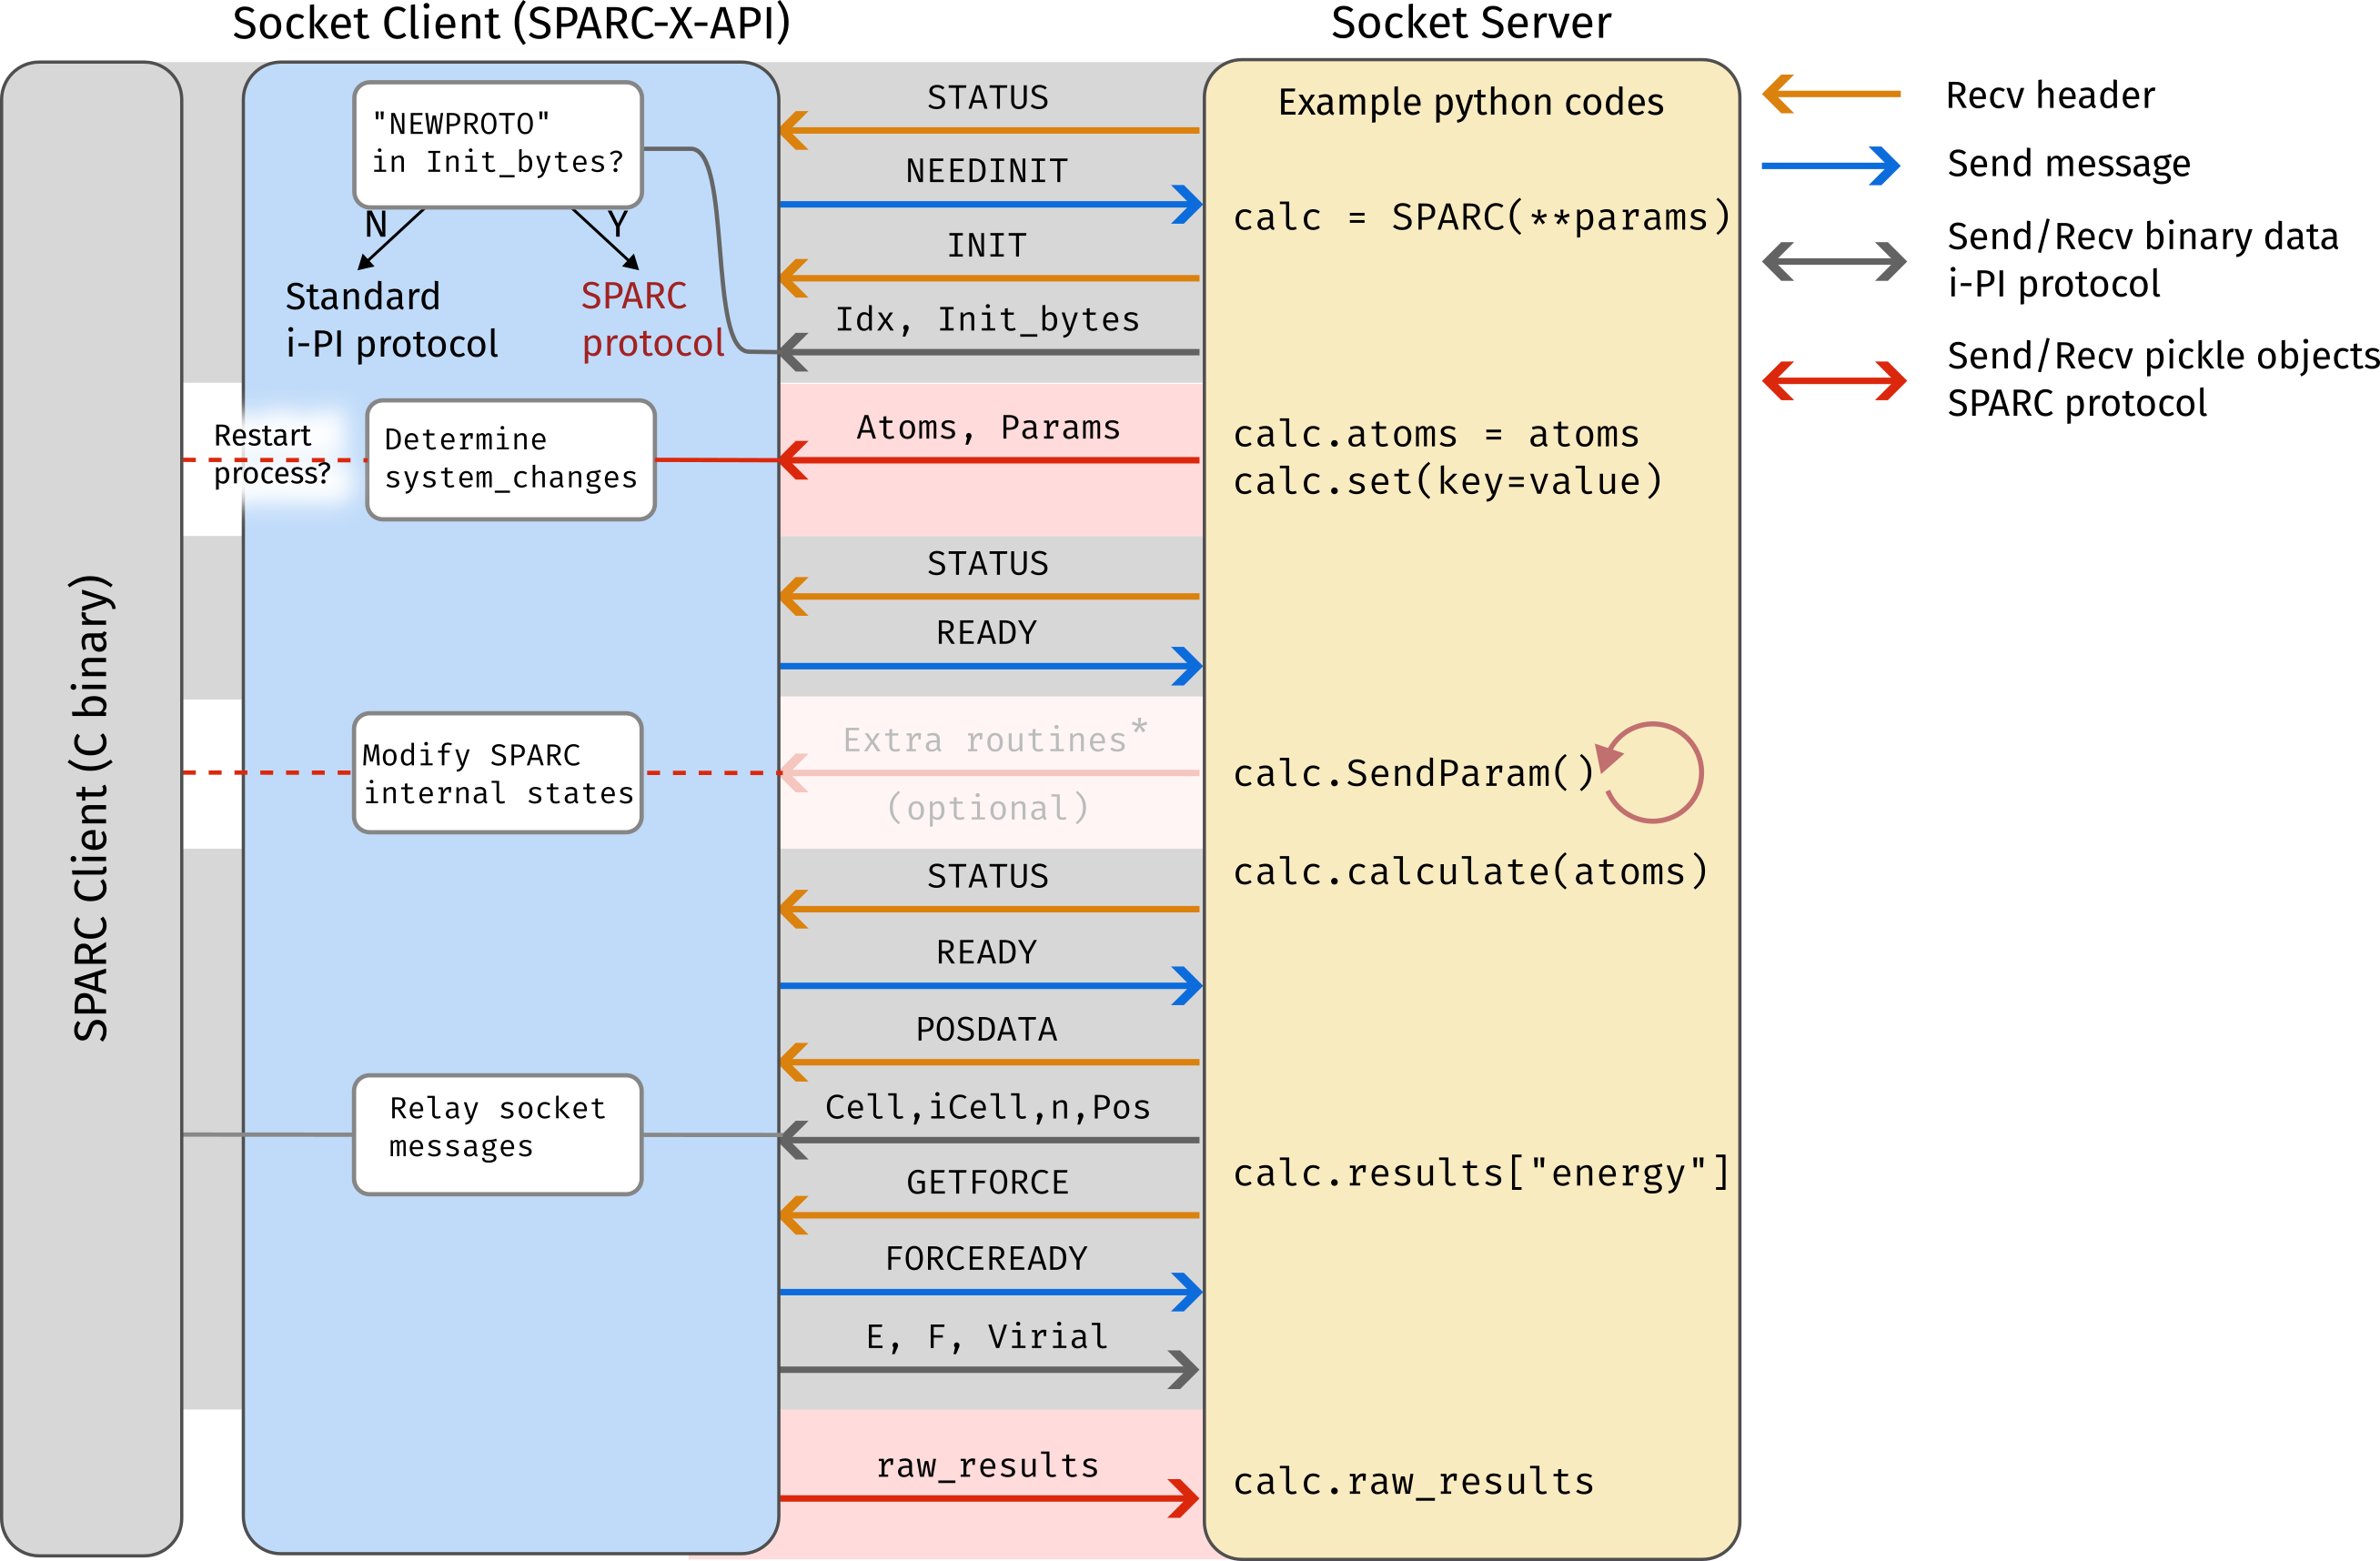 Socket Client (SPARC-X-API)
Socket Server
SPARC Client (C binary)
"NEWPROTO"
in Init_bytes?
N
Y
Standard
i-PI protocol
SPARC
protocol
Restart
process?
Determine
system_changes
Modify SPARC
internal states
Relay socket
messages
STATUS
NEEDINIT
INIT
Idx, Init_bytes
Atoms, Params
STATUS
READY
Extra routines*
(optional)
STATUS
READY
POSDATA
Cell,iCell,n,Pos
GETFORCE
FORCEREADY
E, F, Virial
raw_results
Example python codes
calc = SPARC(**params)
calc.atoms = atoms
calc.set(key=value)
calc.SendParam()
calc.calculate(atoms)
calc.results["energy"]
calc.raw_results
Recv header
Send message
Send/Recv binary data
i-PI protocol
Send/Recv pickle objects
SPARC protocol